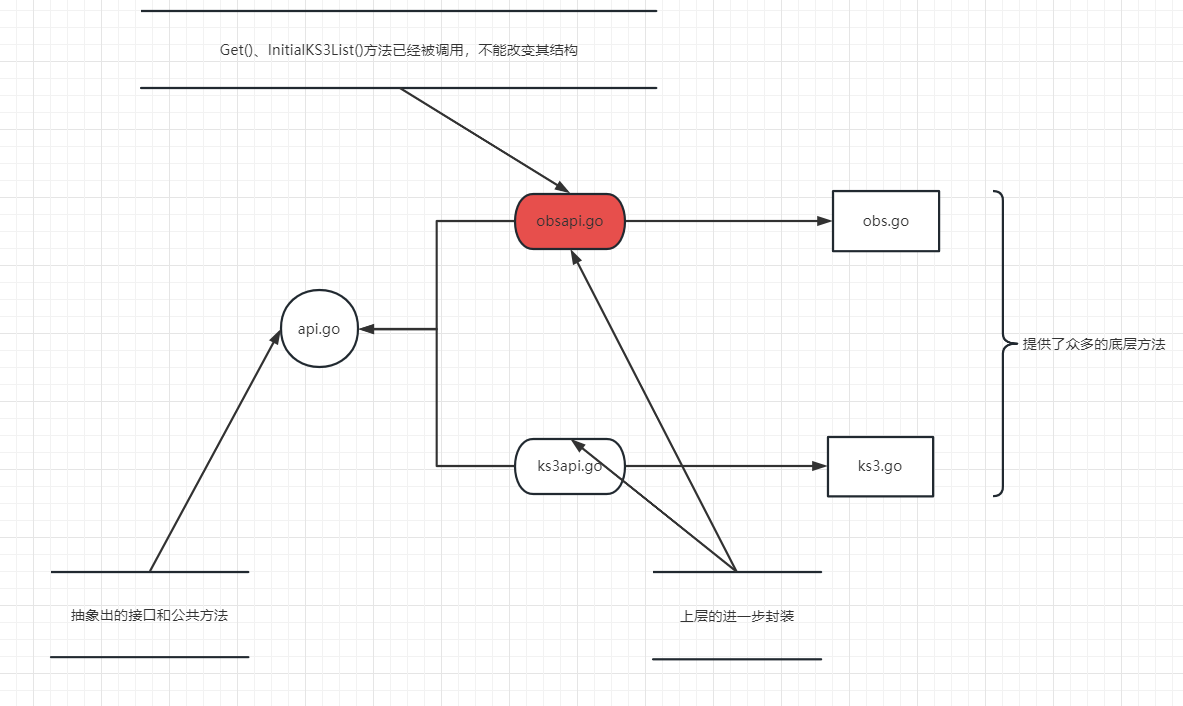 Get()、InitialKS3List()方法已经被调用，不能改变其结构
obsapi.go
obs.go
api.go
提供了众多的底层方法
ks3api.go
ks3.go
抽象出的接口和公共方法
上层的进一步封装